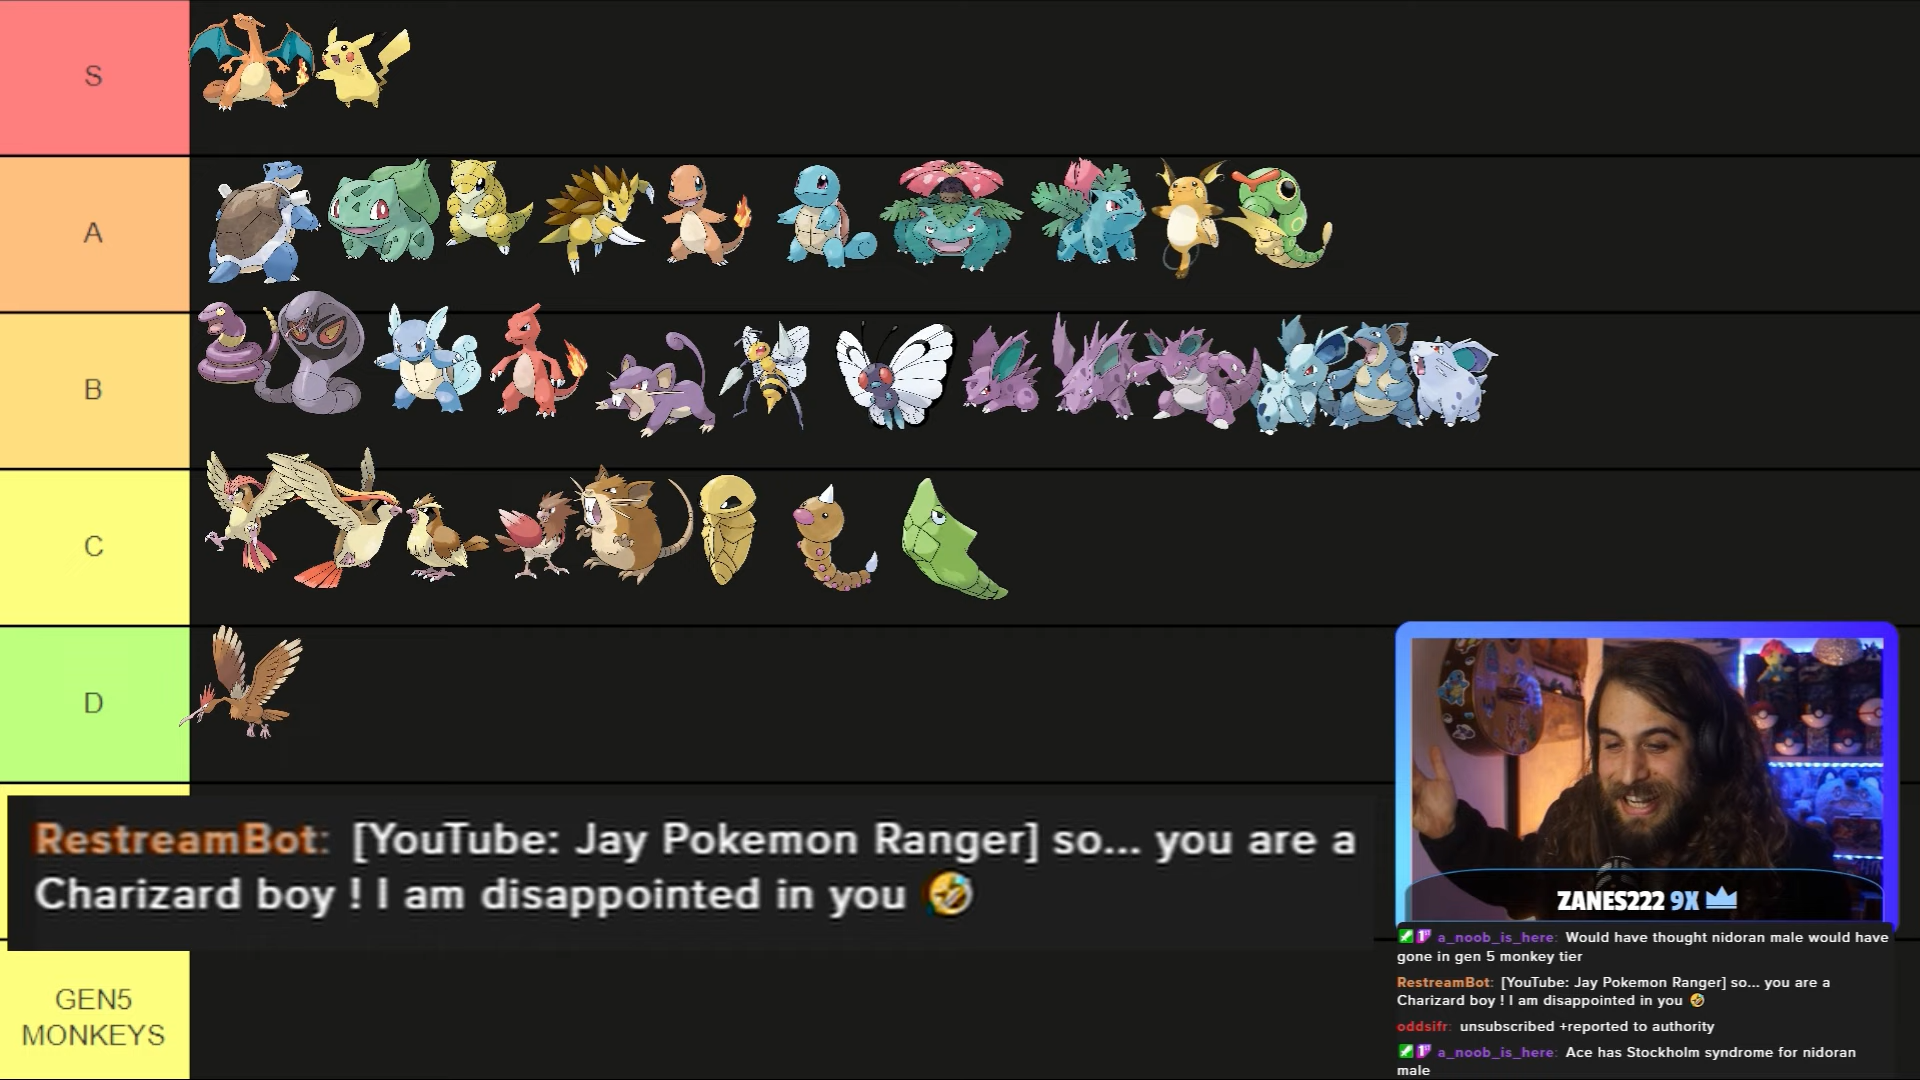 S
A
B
C
D
RestreamBot: [YouTube: Jay Pokemon Ranger] so... you are a
Charizard boy ! I am disappointed in you 🤣
GEN5
MONKEYS
ZANES222 9X
a_noob_is_here: Would have thought nidoran male would have
gone in gen 5 monkey tier
RestreamBot: [YouTube: Jay Pokemon Ranger] so... you are a
Charizard boy ! I am disappointed in you 🤣
oddsifr: unsubscribed +reported to authority
a_noob_is_here: Ace has Stockholm syndrome for nidoran
male